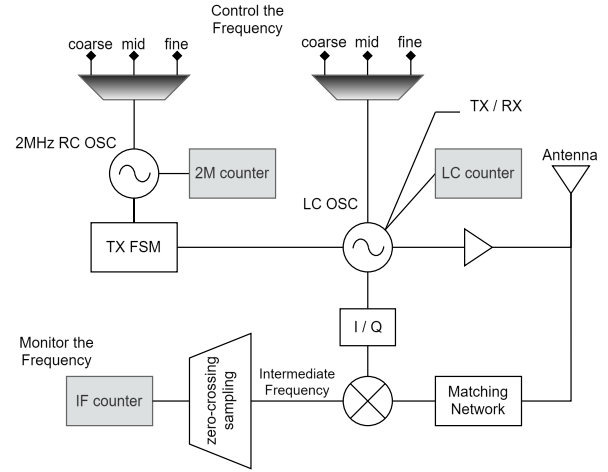 Control the
Frequency
coarse mid fine
coarse mid fine
TX / RX
2MHz RC OSC
2M counter
LC counter
Antenna
LC OSC
TX FSM
I / Q
Monitor the
Frequency
IF counter
zero-crossing
sampling
Intermediate
Frequency
Matching
Network